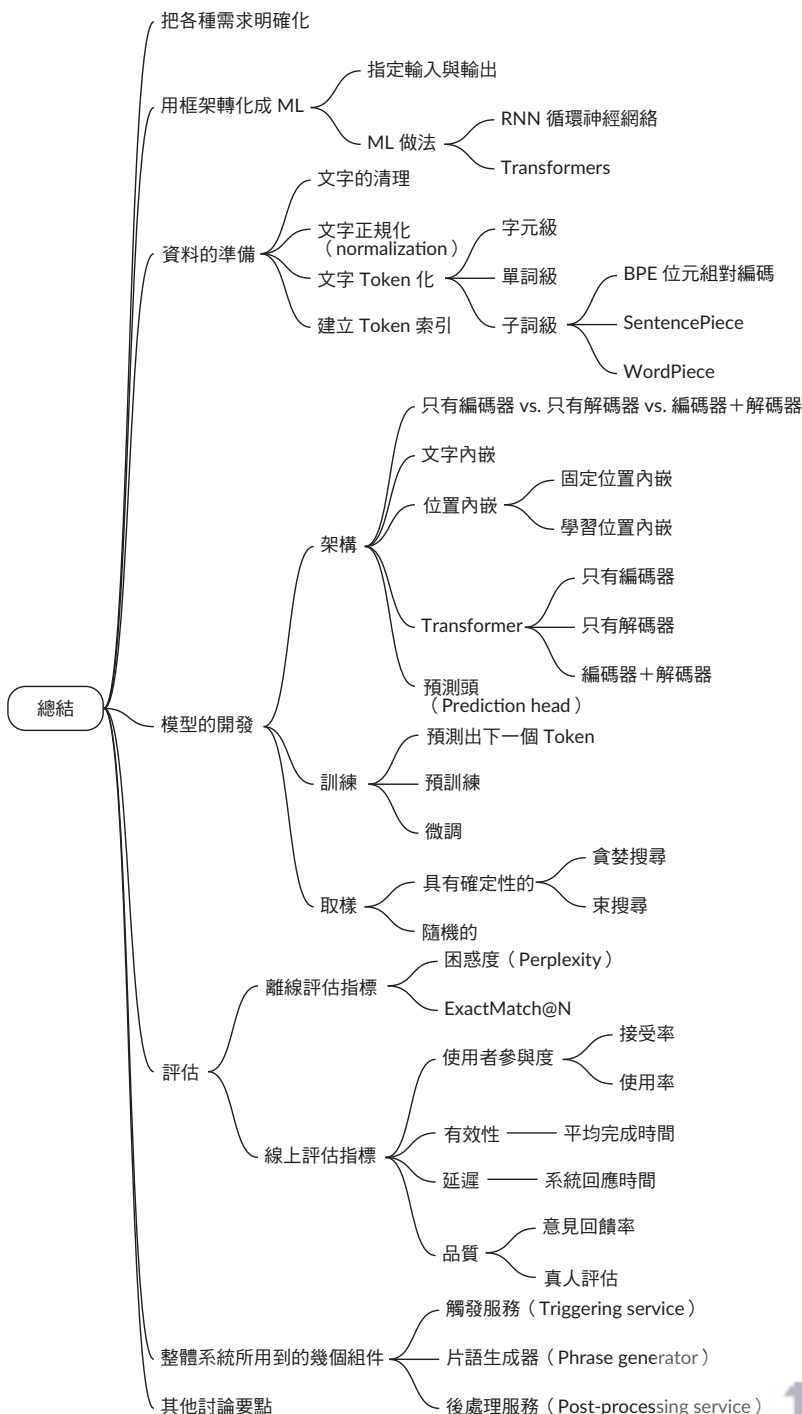 把各種需求明確化
指定輸入與輸出
用框架轉化成 ML
RNN 循環神經網絡
ML 做法
Transformers
文字的清理
文字正規化
（normalization）
字元級
資料的準備
BPE 位元組對編碼
文字 Token 化
單詞級
建立 Token 索引
子詞級
SentencePiece
WordPiece
只有編碼器 vs. 只有解碼器 vs. 編碼器＋解碼器
文字內嵌
固定位置內嵌
位置內嵌
學習位置內嵌
架構
只有編碼器
Transformer
只有解碼器
編碼器＋解碼器
預測頭
（Prediction head）
總結
模型的開發
預測出下一個 Token
訓練
預訓練
微調
貪婪搜尋
具有確定性的
取樣
束搜尋
隨機的
困惑度（Perplexity）
離線評估指標
ExactMatch@N
接受率
使用者參與度
評估
使用率
有效性
平均完成時間
線上評估指標
延遲
系統回應時間
意見回饋率
品質
真人評估
觸發服務（Triggering service）
整體系統所用到的幾個組件
片語生成器（Phrase generator）
其他討論要點
後處理服務（Post-processing service）